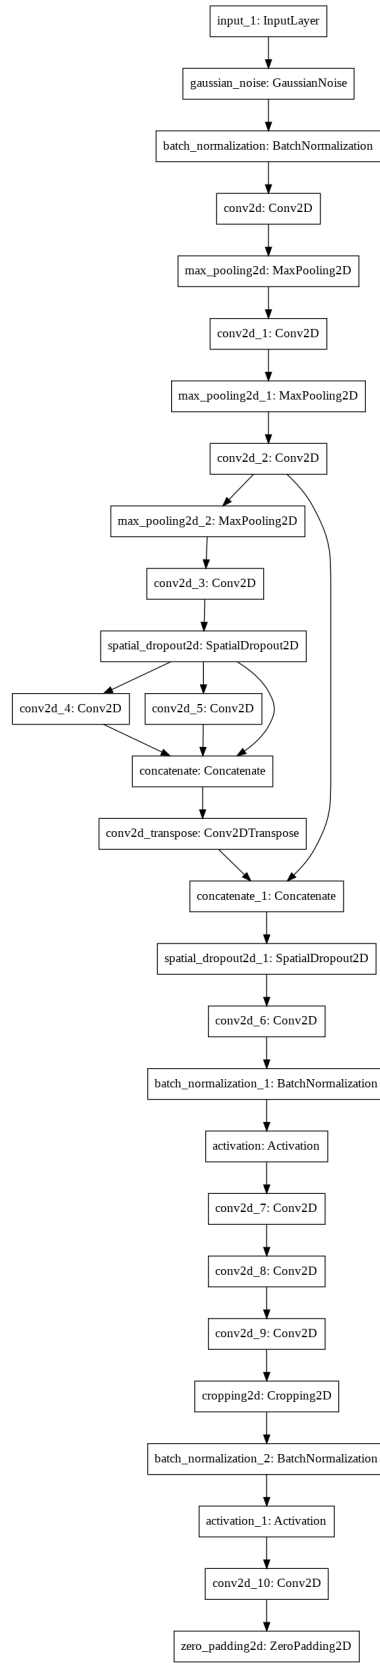 input_1: InputLayer
gaussian_noise: GaussianNoise
batch_normalization: BatchNormalization
conv2d: Conv2D
max_pooling2d: MaxPooling2D
conv2d_1: Conv2D
max_pooling2d_1: MaxPooling2D
conv2d_2: Conv2D
max_pooling2d_2: MaxPooling2D
conv2d_3: Conv2D
spatial_dropout2d: SpatialDropout2D
conv2d_4: Conv2D
conv2d_5: Conv2D
concatenate: Concatenate
conv2d_transpose: Conv2DTranspose
concatenate_1: Concatenate
spatial_dropout2d_1: SpatialDropout2D
conv2d_6: Conv2D
batch_normalization_1: BatchNormalization
activation: Activation
conv2d_7: Conv2D
conv2d_8: Conv2D
conv2d_9: Conv2D
cropping2d: Cropping2D
batch_normalization_2: BatchNormalization
activation_1: Activation
conv2d_10: Conv2D
zero_padding2d: ZeroPadding2D